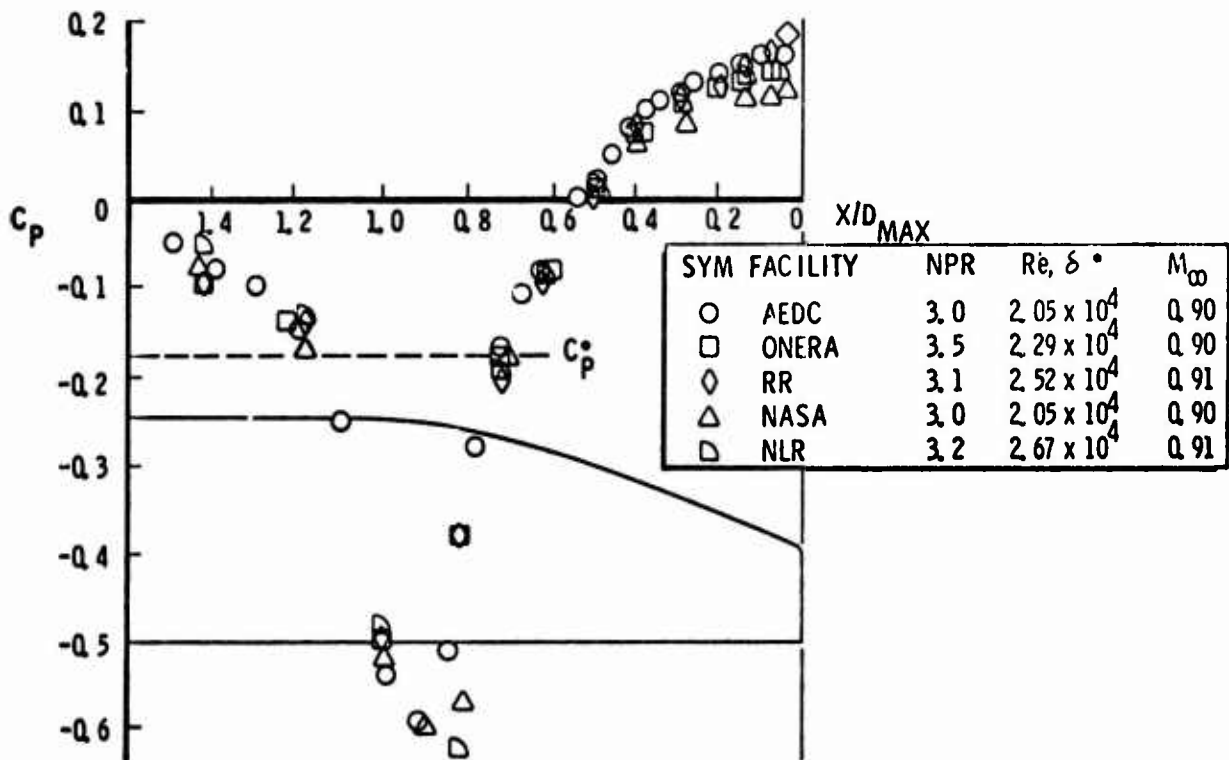 0.2
0.1
0
C_P
-0.1
-0.2
-0.3
-0.4
-0.5
-0.6
1.4 1.2 1.0 0.8 0.6 0.4 0.2 0
X/D_MAX
C_P^*
SYM FACILITY NPR Re, δ * M_∞
○ AEDC 3.0 2.05 x 10^4 0.90
□ ONERA 3.5 2.29 x 10^4 0.90
◊ RR 3.1 2.52 x 10^4 0.91
△ NASA 3.0 2.05 x 10^4 0.90
NLR 3.2 2.67 x 10^4 0.91